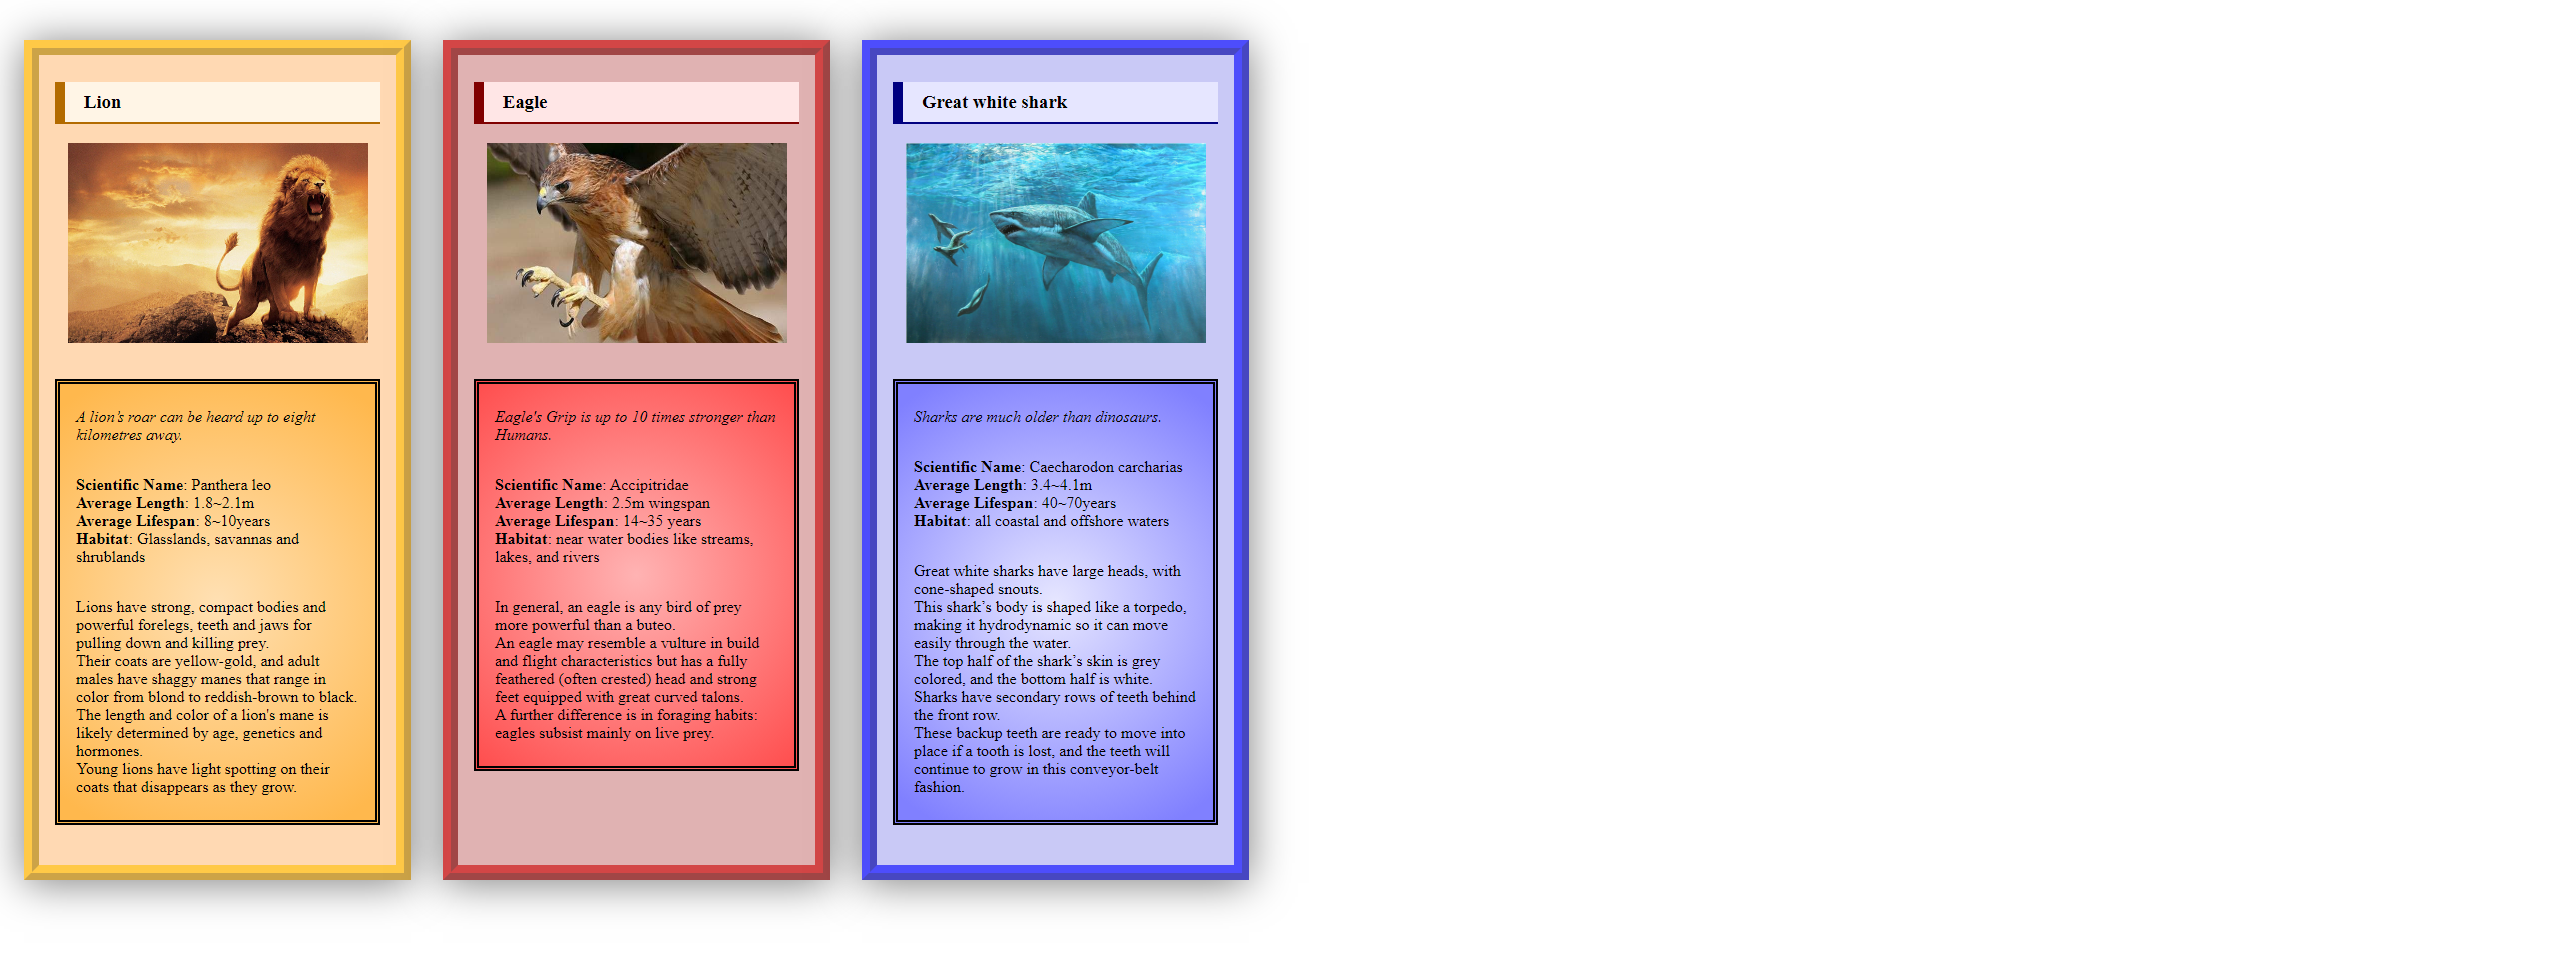 Lion
A lion's roar can be heard up to eight
kilometres away.
Scientific Name: Panthera leo
Average Length: 1.8~2.1m
Average Lifespan: 8~10years
Habitat: Glasslands, savannas and
shrublands
Lions have strong, compact bodies and
powerful forelegs, teeth and jaws for
pulling down and killing prey.
Their coats are yellow-gold, and adult
males have shaggy manes that range in
color from blond to reddish-brown to black.
The length and color of a lion's mane is
likely determined by age, genetics and
hormones.
Young lions have light spotting on their
coats that disappears as they grow.
Eagle
Eagle's Grip is up to 10 times stronger than
Humans.
Scientific Name: Accipitridae
Average Length: 2.5m wingspan
Average Lifespan: 14~35 years
Habitat: near water bodies like streams,
lakes, and rivers
In general, an eagle is any bird of prey
more powerful than a buteo.
An eagle may resemble a vulture in build
and flight characteristics but has a fully
feathered (often crested) head and strong
feet equipped with great curved talons.
A further difference is in foraging habits:
eagles subsist mainly on live prey.
Great white shark
Sharks are much older than dinosaurs.
Scientific Name: Caecharodon carcharias
Average Length: 3.4~4.1m
Average Lifespan: 40~70years
Habitat: all coastal and offshore waters
Great white sharks have large heads, with
cone-shaped snouts.
This shark’s body is shaped like a torpedo,
making it hydrodynamic so it can move
easily through the water.
The top half of the shark’s skin is grey
colored, and the bottom half is white.
Sharks have secondary rows of teeth behind
the front row.
These backup teeth are ready to move into
place if a tooth is lost, and the teeth will
continue to grow in this conveyor-belt
fashion.